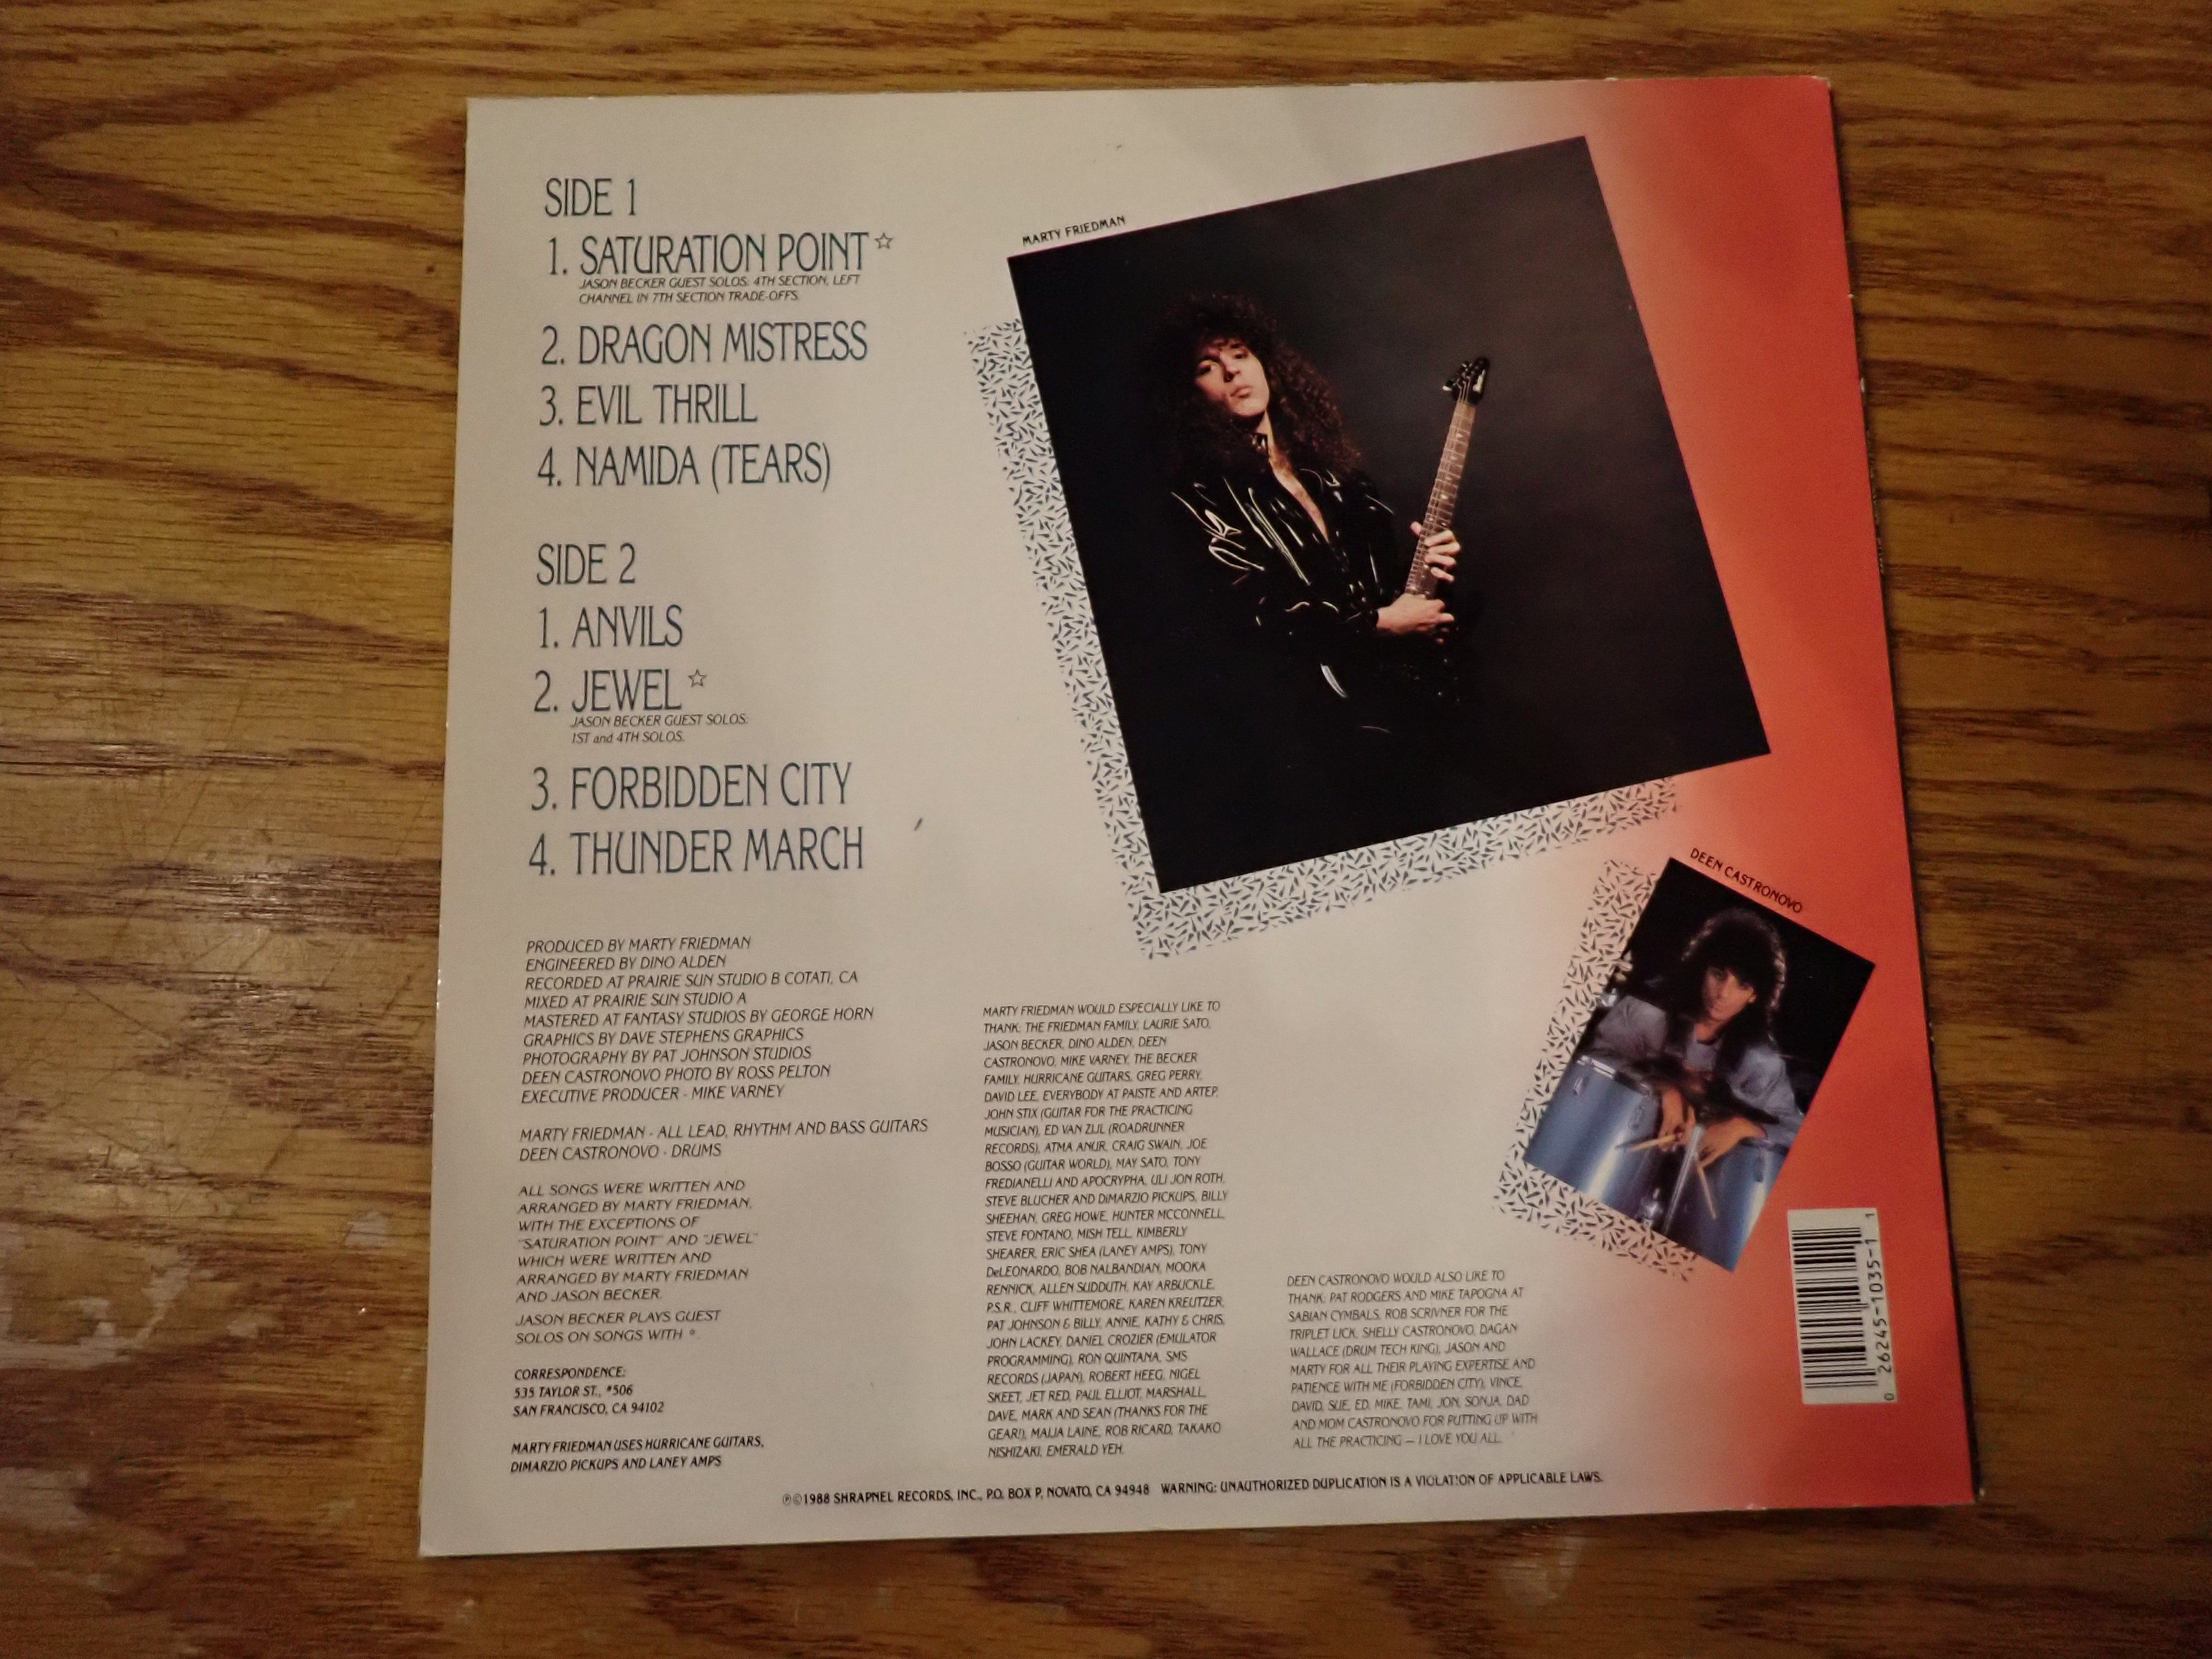 SIDE 1
1. SATURATION POINT ☆
JASON BECKER GUEST SOLOS: 4TH SECTION, LEFT
CHANNEL IN 7TH SECTION TRADE-OFFS.
2. DRAGON MISTRESS
3. EVIL THRILL
4. NAMIDA (TEARS)
SIDE 2
1. ANVILS
2. JEWEL ☆
JASON BECKER GUEST SOLOS:
1ST and 4TH SOLOS.
3. FORBIDDEN CITY
4. THUNDER MARCH
PRODUCED BY MARTY FRIEDMAN
ENGINEERED BY DINO ALDEN
RECORDED AT PRAIRIE SUN STUDIO B COTATI, CA
MIXED AT PRAIRIE SUN STUDIO A
MASTERED AT FANTASY STUDIOS BY GEORGE HORN
GRAPHICS BY DAVE STEPHENS GRAPHICS
PHOTOGRAPHY BY PAT JOHNSON STUDIOS
DEEN CASTRONOVO PHOTO BY ROSS PELTON
EXECUTIVE PRODUCER - MIKE VARNEY
MARTY FRIEDMAN - ALL LEAD, RHYTHM AND BASS GUITARS
DEEN CASTRONOVO - DRUMS
ALL SONGS WERE WRITTEN AND
ARRANGED BY MARTY FRIEDMAN,
WITH THE EXCEPTIONS OF
"SATURATION POINT" AND "JEWEL"
WHICH WERE WRITTEN AND
ARRANGED BY MARTY FRIEDMAN
AND JASON BECKER.
JASON BECKER PLAYS GUEST
SOLOS ON SONGS WITH *.
CORRESPONDENCE:
535 TAYLOR ST., #506
SAN FRANCISCO, CA 94102
MARTY FRIEDMAN USES HURRICANE GUITARS,
DIMARZIO PICKUPS AND LANEY AMPS
MARTY FRIEDMAN
DEEN CASTRONOVO
MARTY FRIEDMAN WOULD ESPECIALLY LIKE TO
THANK: THE FRIEDMAN FAMILY, LAURIE SATO,
JASON BECKER, DINO ALDEN, DEEN
CASTRONOVO, MIKE VARNEY, THE BECKER
FAMILY, HURRICANE GUITARS, GREG PERRY,
DAVID LEE, EVERYBODY AT PAISTE AND ARTEP,
JOHN STIX (GUITAR FOR THE PRACTICING
MUSICIAN), ED VAN ZIJL (ROADRUNNER
RECORDS), ATMA ANUR, CRAIG SWAIN, JOE
BOSSO (GUITAR WORLD), MAY SATO, TONY
FREDIANELLI AND APOCRYPHA, ULI JON ROTH,
STEVE BLUCHER AND DiMARZIO PICKUPS, BILLY
SHEEHAN, GREG HOWE, HUNTER MCCONNELL,
STEVE FONTANO, MISH TELL, KIMBERLY
SHEARER, ERIC SHEA (LANEY AMPS), TONY
DeLEONARDO, BOB NALBANDIAN, MOOKA
RENNICK, ALLEN SUDDUTH, KAY ARBUCKLE,
P.S.R., CLIFF WHITTEMORE, KAREN KREUTZER,
PAT JOHNSON & BILLY, ANNIE, KATHY & CHRIS,
JOHN LACKEY, DANIEL CROZIER (EMULATOR
PROGRAMMING), RON QUINTANA, SMS
RECORDS (JAPAN), ROBERT HEEG, NIGEL
SKEET, JET RED, PAUL ELLIOT, MARSHALL,
DAVE, MARK AND SEAN (THANKS FOR THE
GEAR!), MALIA LAINE, ROB RICARD, TAKAKO
NISHIZAKI, EMERALD YEH.
DEEN CASTRONOVO WOULD ALSO LIKE TO
THANK: PAT RODGERS AND MIKE TAPOGNA AT
SABIAN CYMBALS, ROB SCRIVNER FOR THE
TRIPLET LICK, SHELLY CASTRONOVO, DAGAN
WALLACE (DRUM TECH KING), JASON AND
MARTY FOR ALL THEIR PLAYING EXPERTISE AND
PATIENCE WITH ME (FORBIDDEN CITY), VINCE,
DAVID, SUE, ED, MIKE, TAMI, JON, SONJA, DAD
AND MOM CASTRONOVO FOR PUTTING UP WITH
ALL THE PRACTICING — I LOVE YOU ALL.
0 26245-1035-1 1
℗©1988 SHRAPNEL RECORDS, INC., P.O. BOX P, NOVATO, CA 94948 WARNING: UNAUTHORIZED DUPLICATION IS A VIOLATION OF APPLICABLE LAWS.